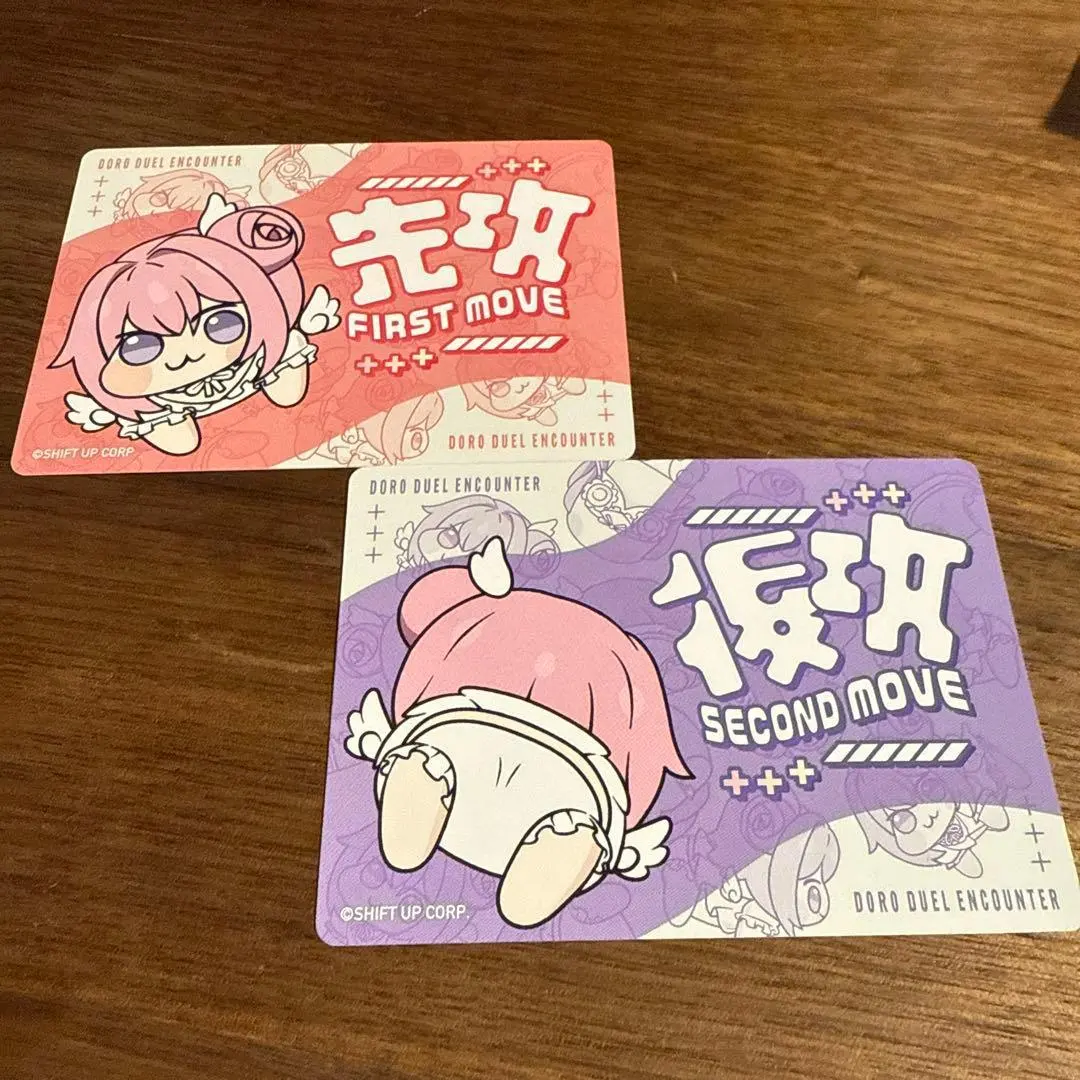 DORO DUEL ENCOUNTER
先攻
FIRST MOVE
©SHIFT UP CORP.
DORO DUEL ENCOUNTER
DORO DUEL ENCOUNTER
後攻
SECOND MOVE
©SHIFT UP CORP.
DORO DUEL ENCOUNTER